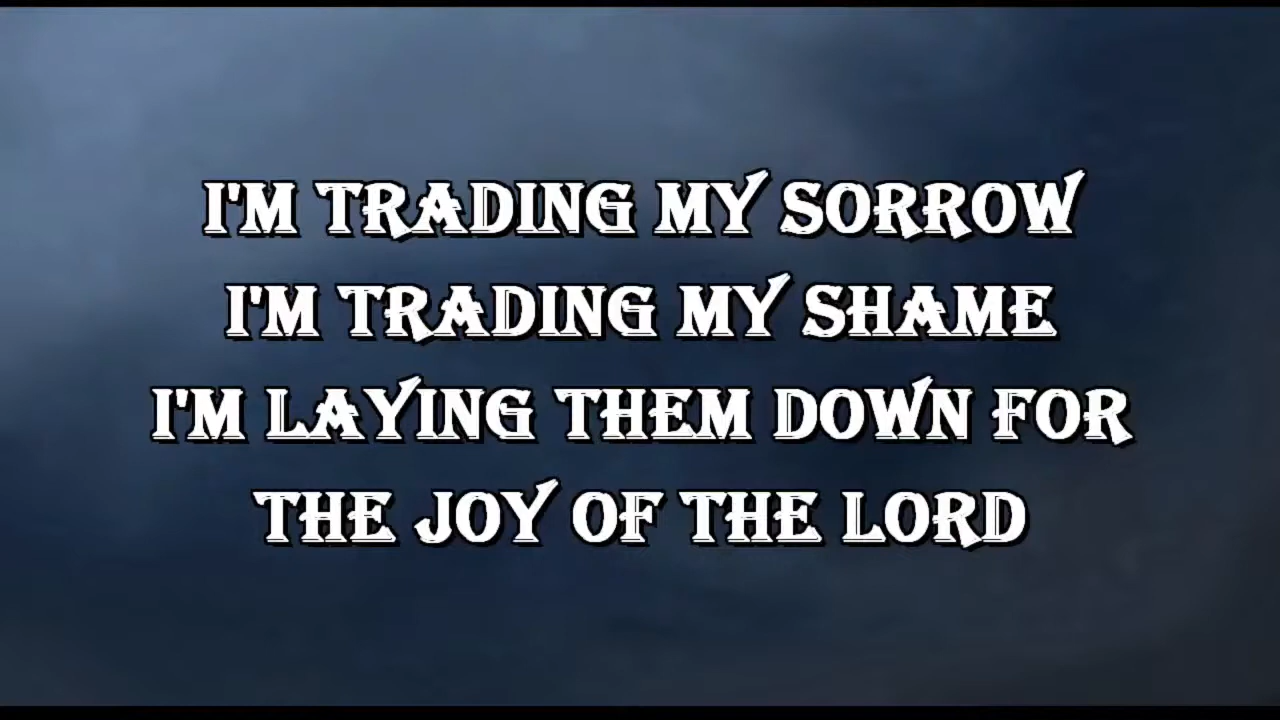 I'M TRADING MY SORROW
I'M TRADING MY SHAME
I'M LAYING THEM DOWN FOR
THE JOY OF THE LORD